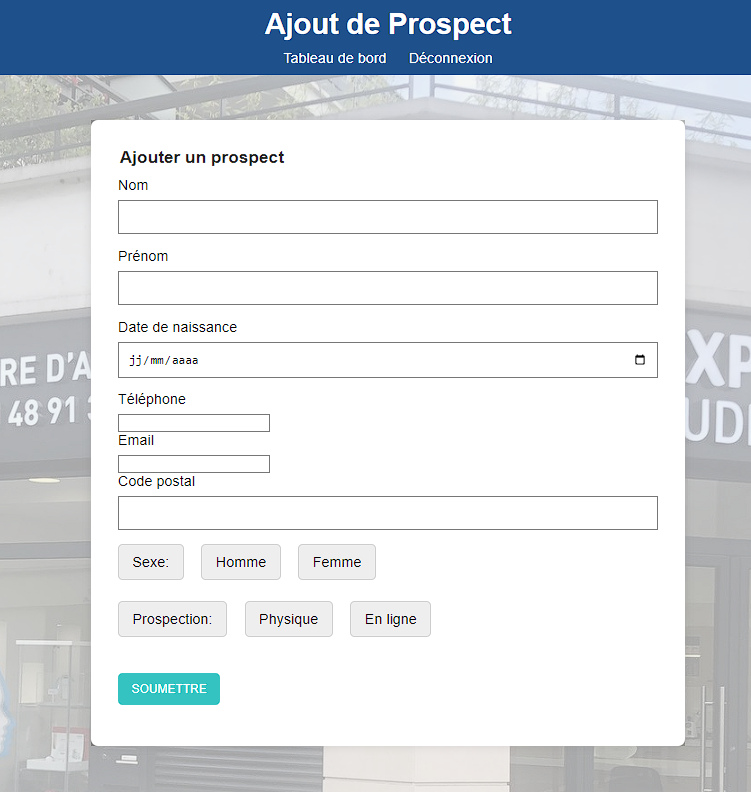 Ajout de Prospect
Tableau de bord Déconnexion
Ajouter un prospect
Nom
Prénom
Date de naissance
jj/mm/aaaa
RE D'A
48 91
XP
UDI
Téléphone
Email
Code postal
Sexe: Homme Femme
Prospection: Physique En ligne
SOUMETTRE